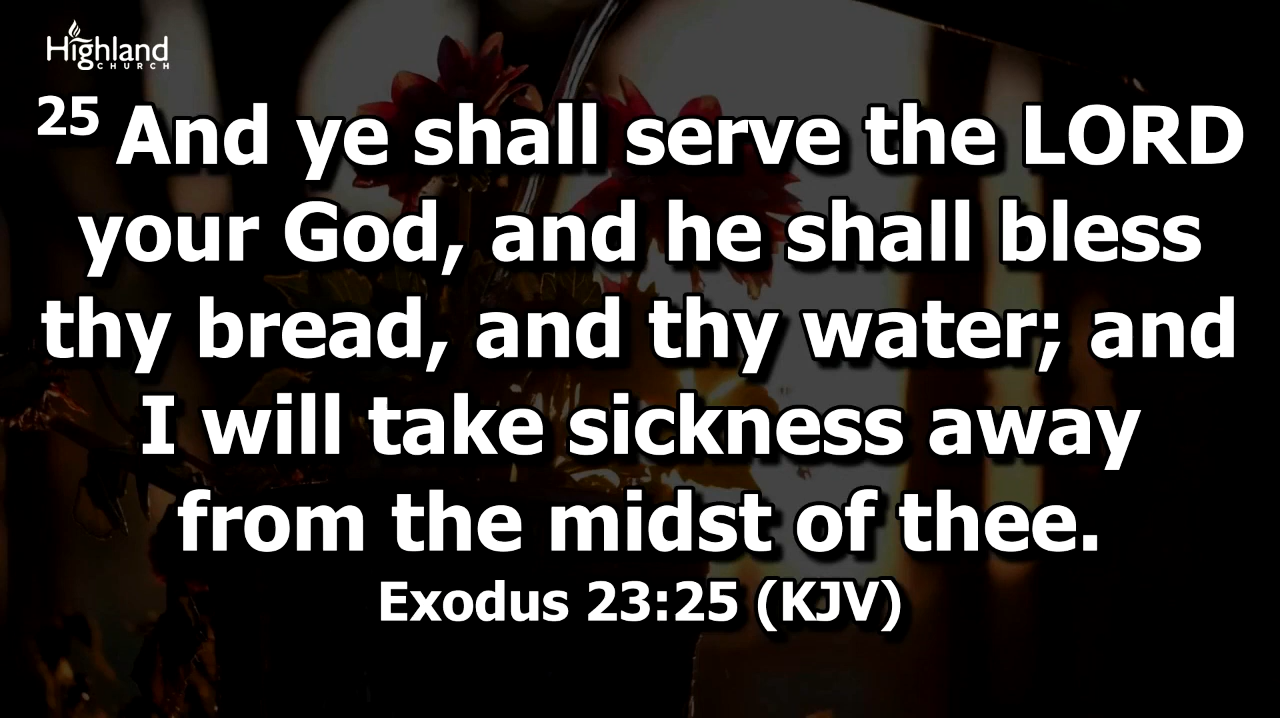 Highland
CHURCH
25 And ye shall serve the LORD
your God, and he shall bless
thy bread, and thy water; and
I will take sickness away
from the midst of thee.
Exodus 23:25 (KJV)